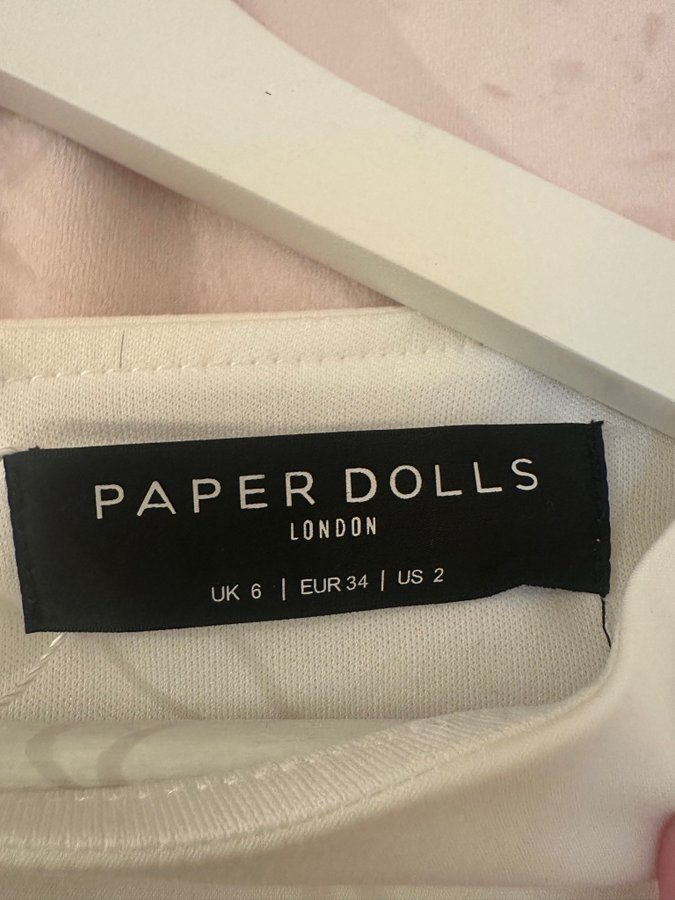 PAPER DOLLS
LONDON
UK 6 | EUR 34 | US 2